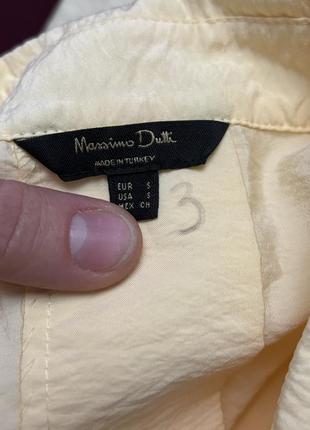 Massimo Dutti
MADE IN TURKEY
EUR S
USA S
MEX CH
3